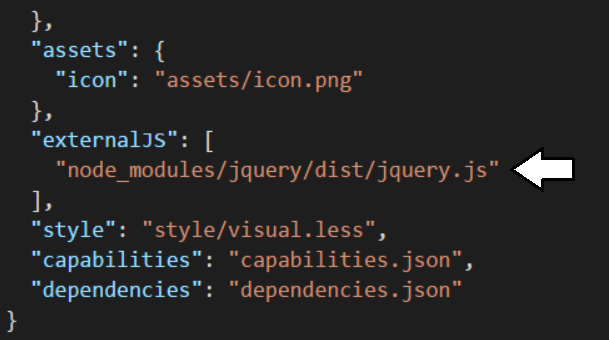 },
"assets": {
"icon": "assets/icon.png"
},
"externalJS": [
"node_modules/jquery/dist/jquery.js"
],
"style": "style/visual.less",
"capabilities": "capabilities.json",
"dependencies": "dependencies.json"
}